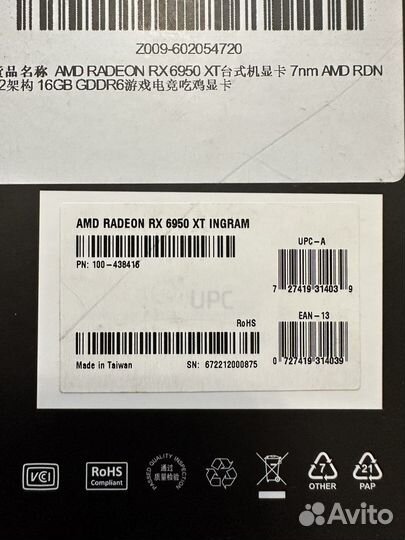 Z009-602054720
货品名称 AMD RADEON RX 6950 XT台式机显卡 7nm AMD RDN
2架构 16GB GDDR6游戏电竞吃鸡显卡
AMD RADEON RX 6950 XT INGRAM
PN: 100-438416
UPC
RoHS
Made in Taiwan
SN: 672212000875
UPC-A
7 27419 31403 9
EAN-13
0 727419 314039
VCCI
RoHS
Compliant
通过
质量检验
7
OTHER
21
PAP
Avito